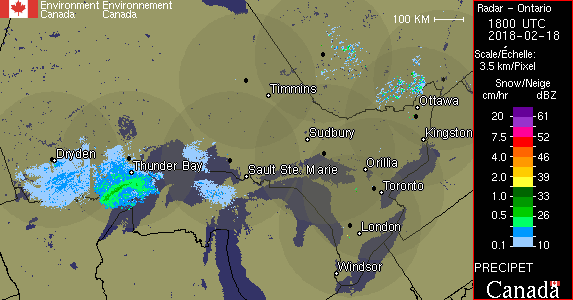 Environment Environnement
Canada Canada
100 KM
Timmins
Ottawa
Sudbury
Kingston
Dryden
Thunder Bay
Sault Ste. Marie
Orillia
Toronto
London
Windsor
Radar - Ontario
1800 UTC
2018-02-18
Scale/Échelle:
3.5 km/Pixel
Snow/Neige
cm/hr dBZ
20 61
7.5 52
4.0 46
2.0 39
1.0 33
0.5 26
0.1 10
PRECIPET
Canada